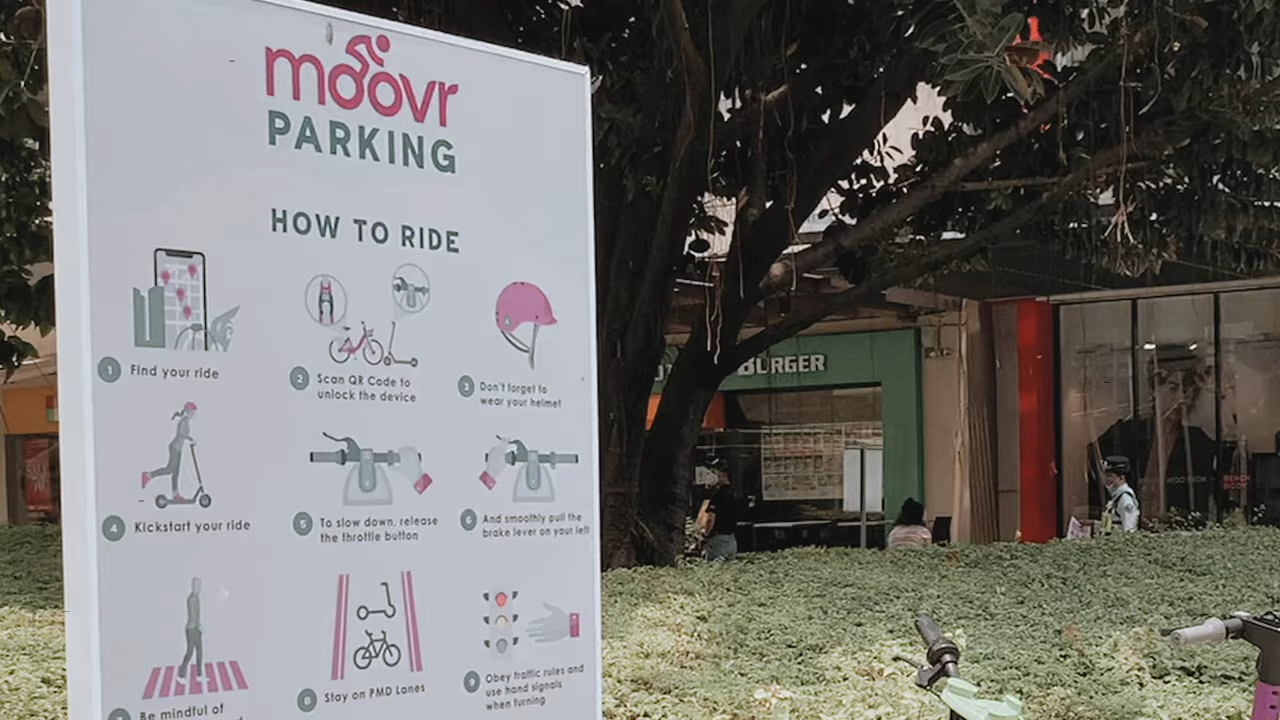 moovr
PARKING
HOW TO RIDE
1 Find your ride
2 Scan QR Code to
unlock the device
3 Don't forget to
wear your helmet
4 Kickstart your ride
5 To slow down, release
the throttle button
6 And smoothly pull the
brake lever on your left
7 Be mindful of
8 Stay on PMD Lanes
9 Obey traffic rules and
use hand signals
when turning
BURGER